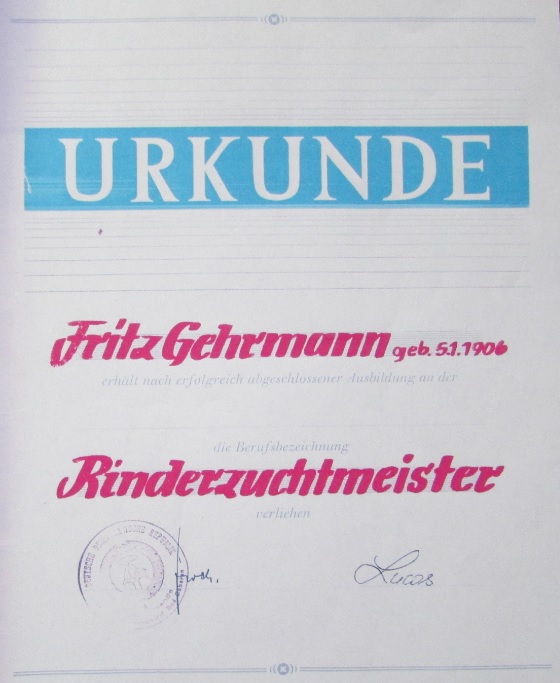 URKUNDE
Fritz Gehrmann geb. 5.1.1906
erhält nach erfolgreich abgeschlossener Ausbildung an der
die Berufsbezeichnung
Rinderzuchtmeister
verliehen
Lucas